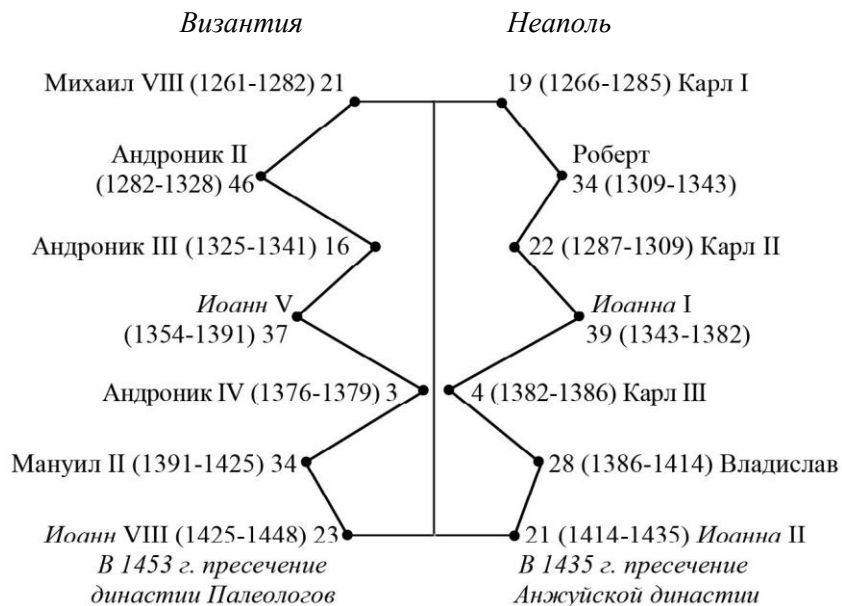 Византия Неаполь
Михаил VIII (1261-1282) 21 19 (1266-1285) Карл I
Андроник II Роберт
(1282-1328) 46 34 (1309-1343)
Андроник III (1325-1341) 16 22 (1287-1309) Карл II
Иоанн V Иоанна I
(1354-1391) 37 39 (1343-1382)
Андроник IV (1376-1379) 3 4 (1382-1386) Карл III
Мануил II (1391-1425) 34 28 (1386-1414) Владислав
Иоанн VIII (1425-1448) 23 21 (1414-1435) Иоанна II
В 1453 г. пресечение В 1435 г. пресечение
династии Палеологов Анжуйской династии